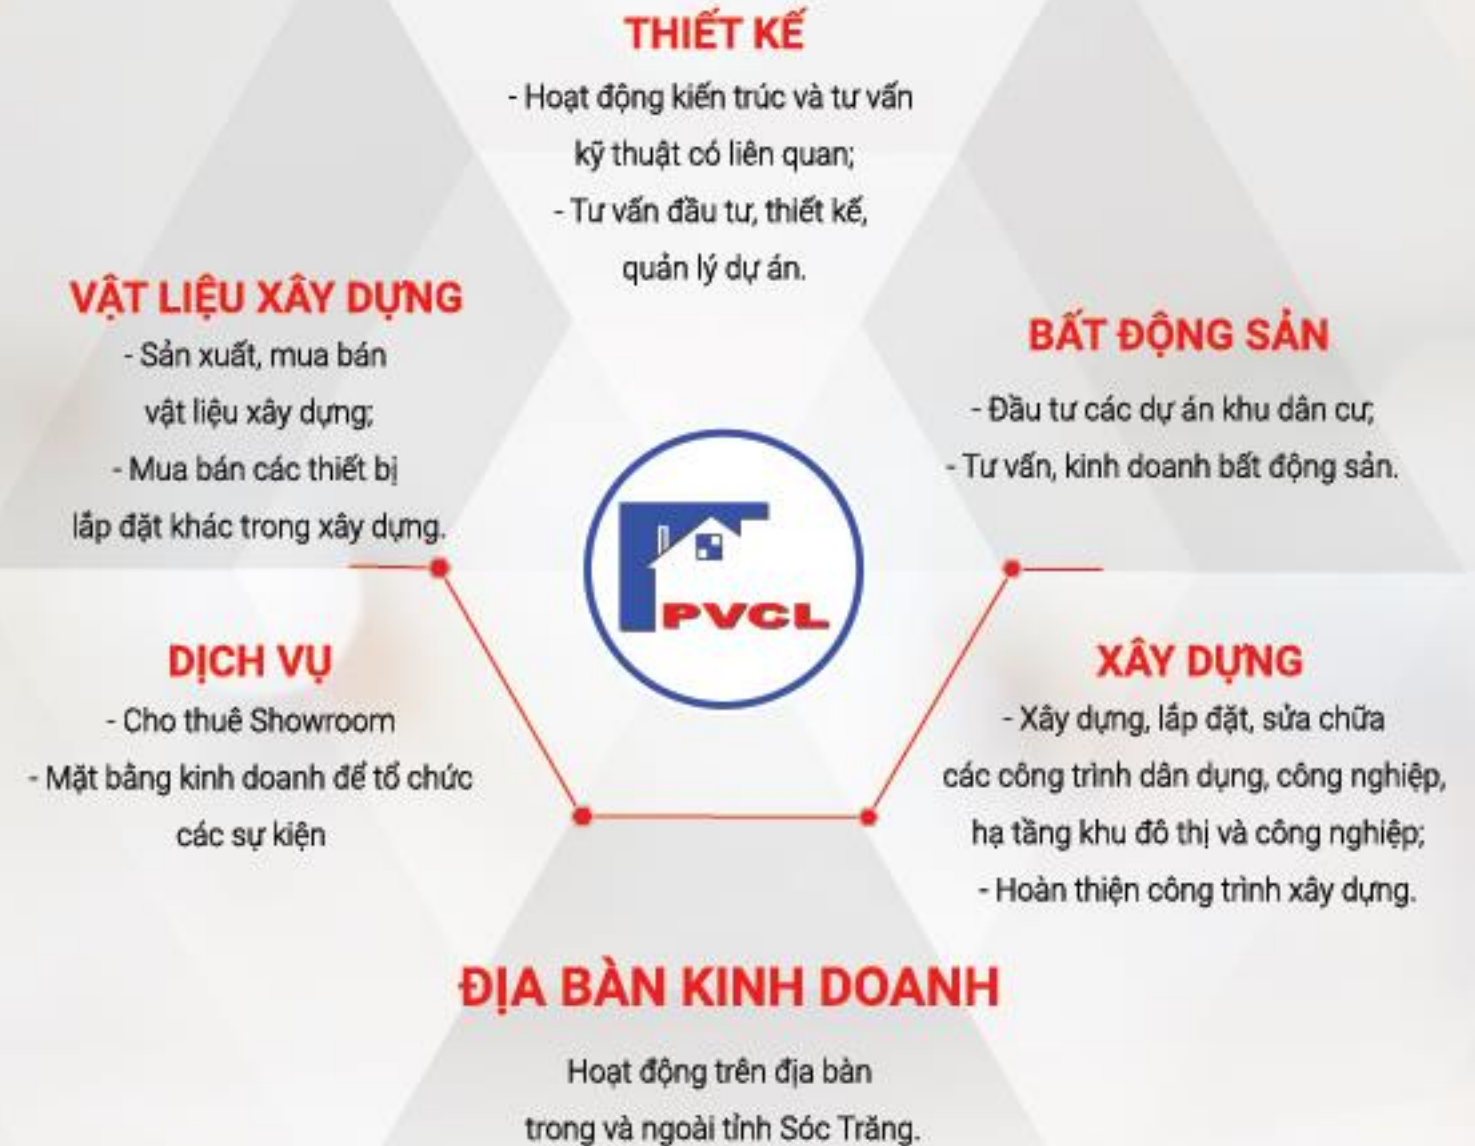 THIẾT KẾ
- Hoạt động kiến trúc và tư vấn
kỹ thuật có liên quan;
- Tư vấn đầu tư, thiết kế,
quản lý dự án.
VẬT LIỆU XÂY DỰNG
- Sản xuất, mua bán
vật liệu xây dựng;
- Mua bán các thiết bị
lắp đặt khác trong xây dựng.
BẤT ĐỘNG SẢN
- Đầu tư các dự án khu dân cư;
- Tư vấn, kinh doanh bất động sản.
PVCL
DỊCH VỤ
- Cho thuê Showroom
- Mặt bằng kinh doanh để tổ chức
các sự kiện
XÂY DỰNG
- Xây dựng, lắp đặt, sửa chữa
các công trình dân dụng, công nghiệp,
hạ tầng khu đô thị và công nghiệp;
- Hoàn thiện công trình xây dựng.
ĐỊA BÀN KINH DOANH
Hoạt động trên địa bàn
trong và ngoài tỉnh Sóc Trăng.